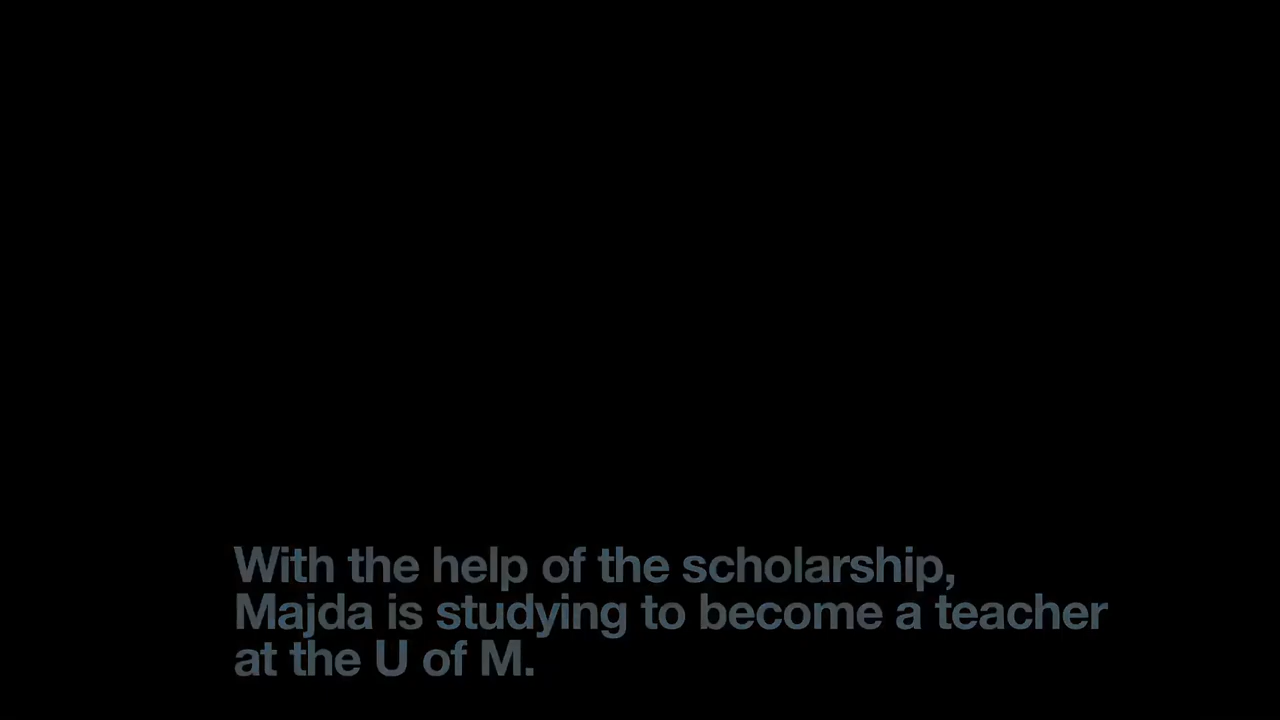 With the help of the scholarship,
Majda is studying to become a teacher
at the U of M.